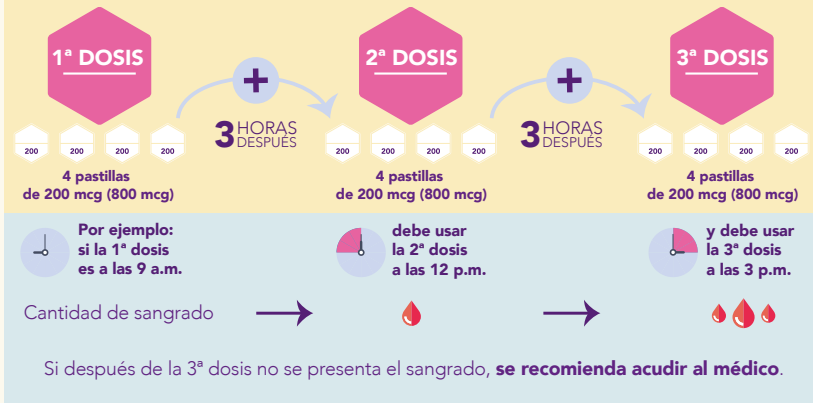 1ª DOSIS
2ª DOSIS
3ª DOSIS
+
+
3 HORAS DESPUÉS
3 HORAS DESPUÉS
200 200 200 200
200 200 200 200
200 200 200 200
4 pastillas
de 200 mcg (800 mcg)
4 pastillas
de 200 mcg (800 mcg)
4 pastillas
de 200 mcg (800 mcg)
Por ejemplo:
si la 1ª dosis
es a las 9 a.m.
debe usar
la 2ª dosis
a las 12 p.m.
y debe usar
la 3ª dosis
a las 3 p.m.
Cantidad de sangrado
Si después de la 3ª dosis no se presenta el sangrado, se recomienda acudir al médico.